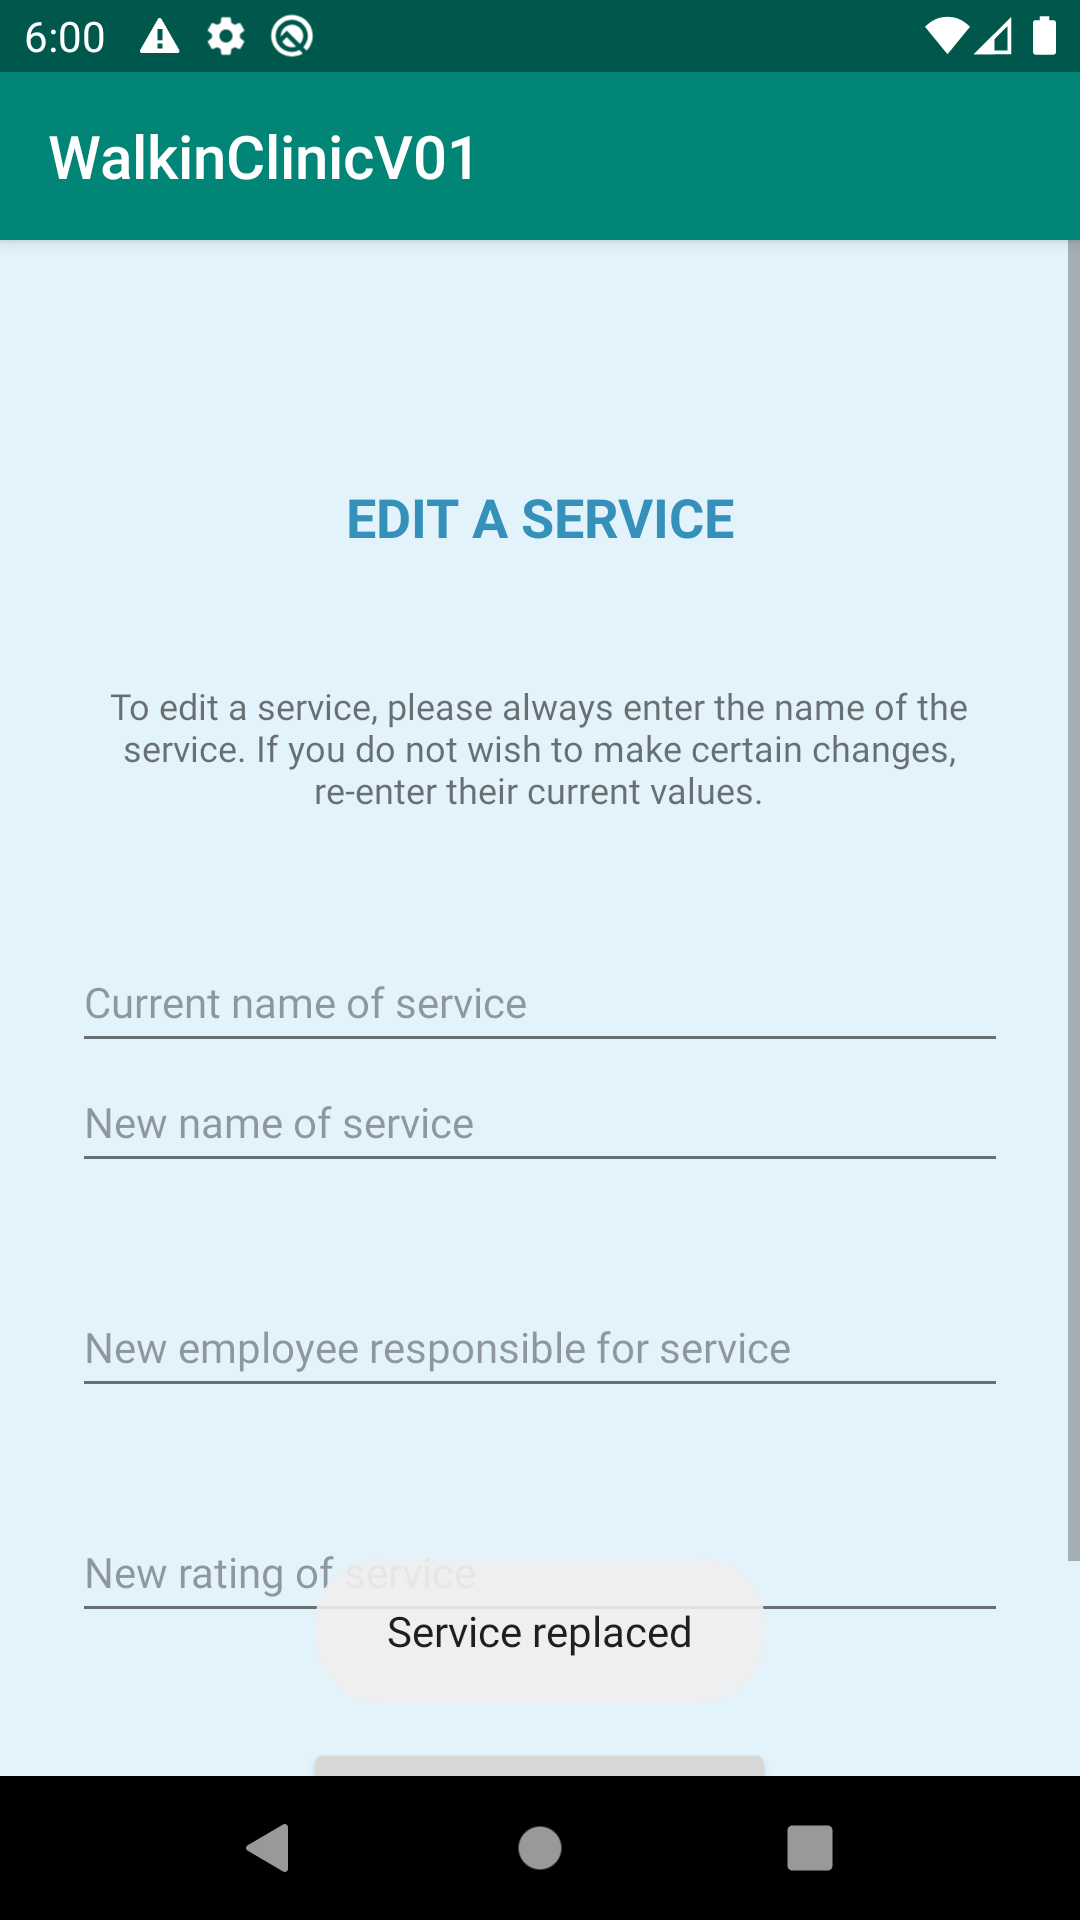 6:00
WalkinClinicV01
EDIT A SERVICE
To edit a service, please always enter the name of the
service. If you do not wish to make certain changes,
re-enter their current values.
Current name of service
New name of service
New employee responsible for service
New rating of service
Service replaced